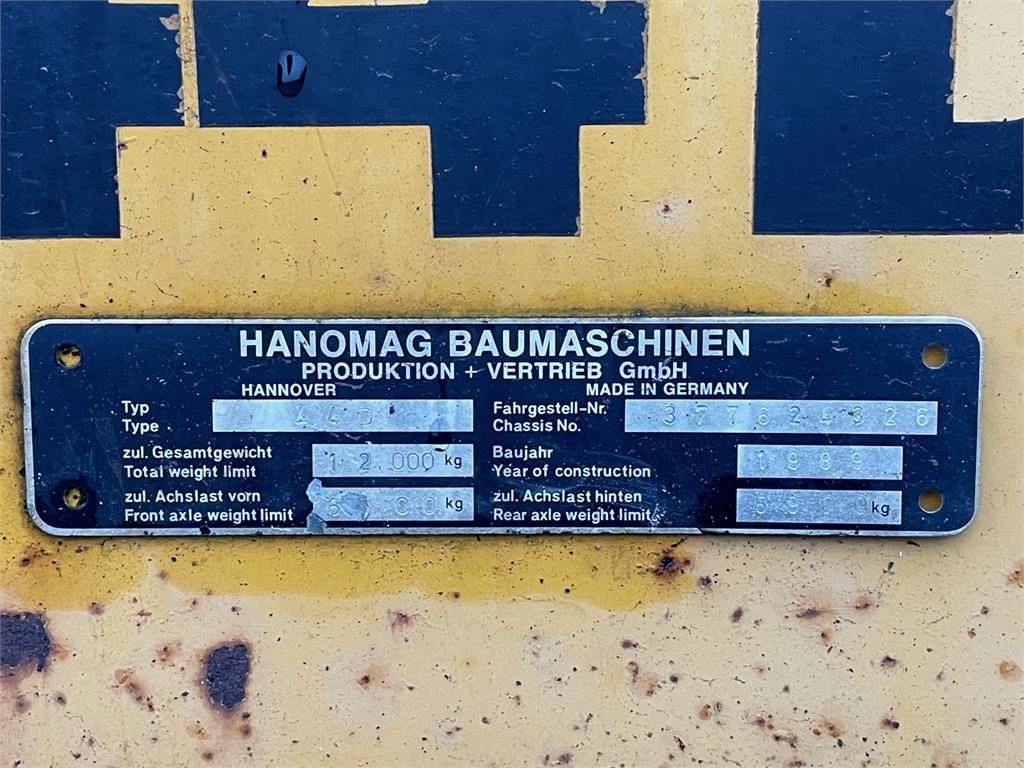 HANOMAG BAUMASCHINEN
PRODUKTION + VERTRIEB GmbH
HANNOVER MADE IN GERMANY
Typ
Type 44D
Fahrgestell-Nr.
Chassis No. 377624326
zul. Gesamtgewicht
Total weight limit 12.000 kg
Baujahr
Year of construction 1989
zul. Achslast vorn
Front axle weight limit kg
zul. Achslast hinten
Rear axle weight limit kg